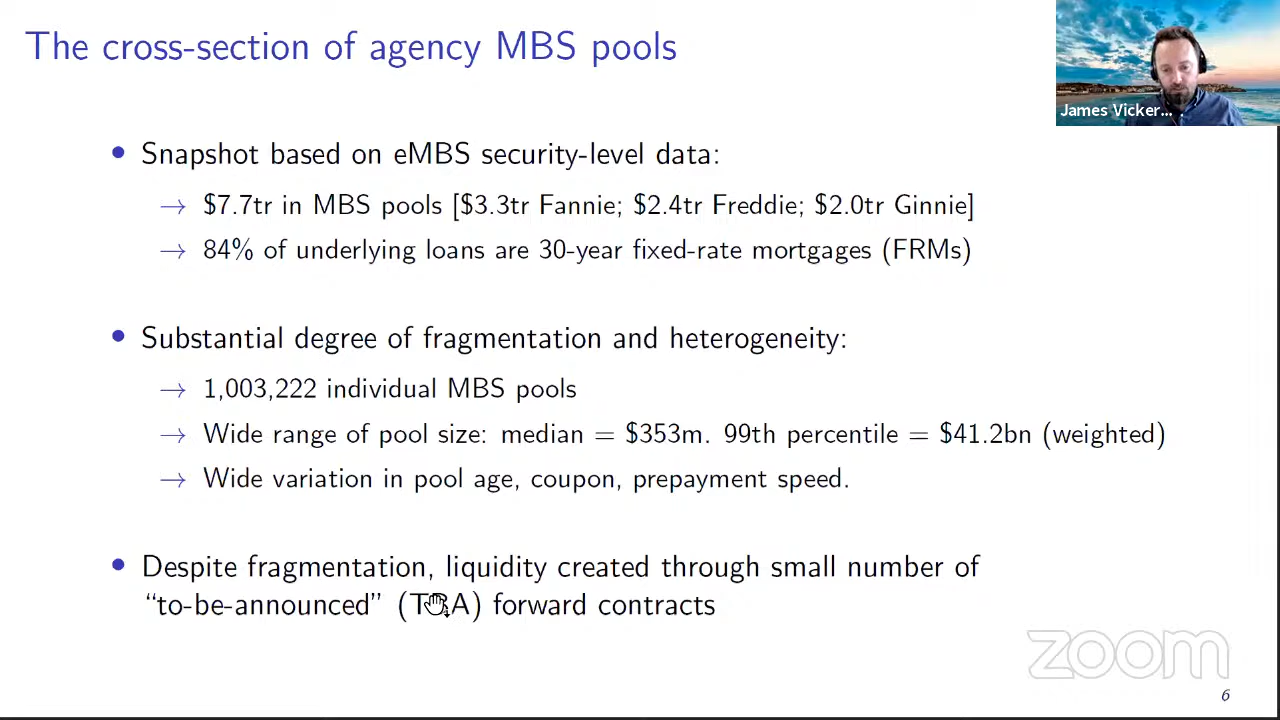 The cross-section of agency MBS pools
James Vicker...
• Snapshot based on eMBS security-level data:
→ $7.7tr in MBS pools [$3.3tr Fannie; $2.4tr Freddie; $2.0tr Ginnie]
→ 84% of underlying loans are 30-year fixed-rate mortgages (FRMs)
• Substantial degree of fragmentation and heterogeneity:
→ 1,003,222 individual MBS pools
→ Wide range of pool size: median = $353m. 99th percentile = $41.2bn (weighted)
→ Wide variation in pool age, coupon, prepayment speed.
• Despite fragmentation, liquidity created through small number of
“to-be-announced” (TBA) forward contracts
zoom
6